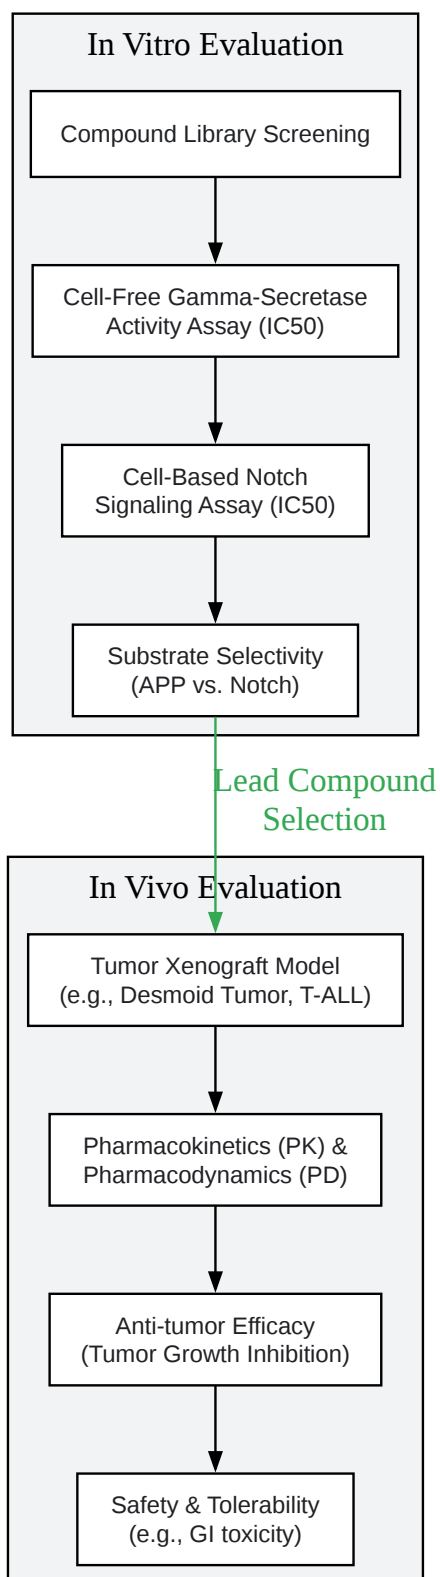 In Vitro Evaluation
Compound Library Screening
Cell-Free Gamma-Secretase
Activity Assay (IC50)
Cell-Based Notch
Signaling Assay (IC50)
Substrate Selectivity
(APP vs. Notch)
Lead Compound
Selection
In Vivo Evaluation
Tumor Xenograft Model
(e.g., Desmoid Tumor, T-ALL)
Pharmacokinetics (PK) &
Pharmacodynamics (PD)
Anti-tumor Efficacy
(Tumor Growth Inhibition)
Safety & Tolerability
(e.g., GI toxicity)